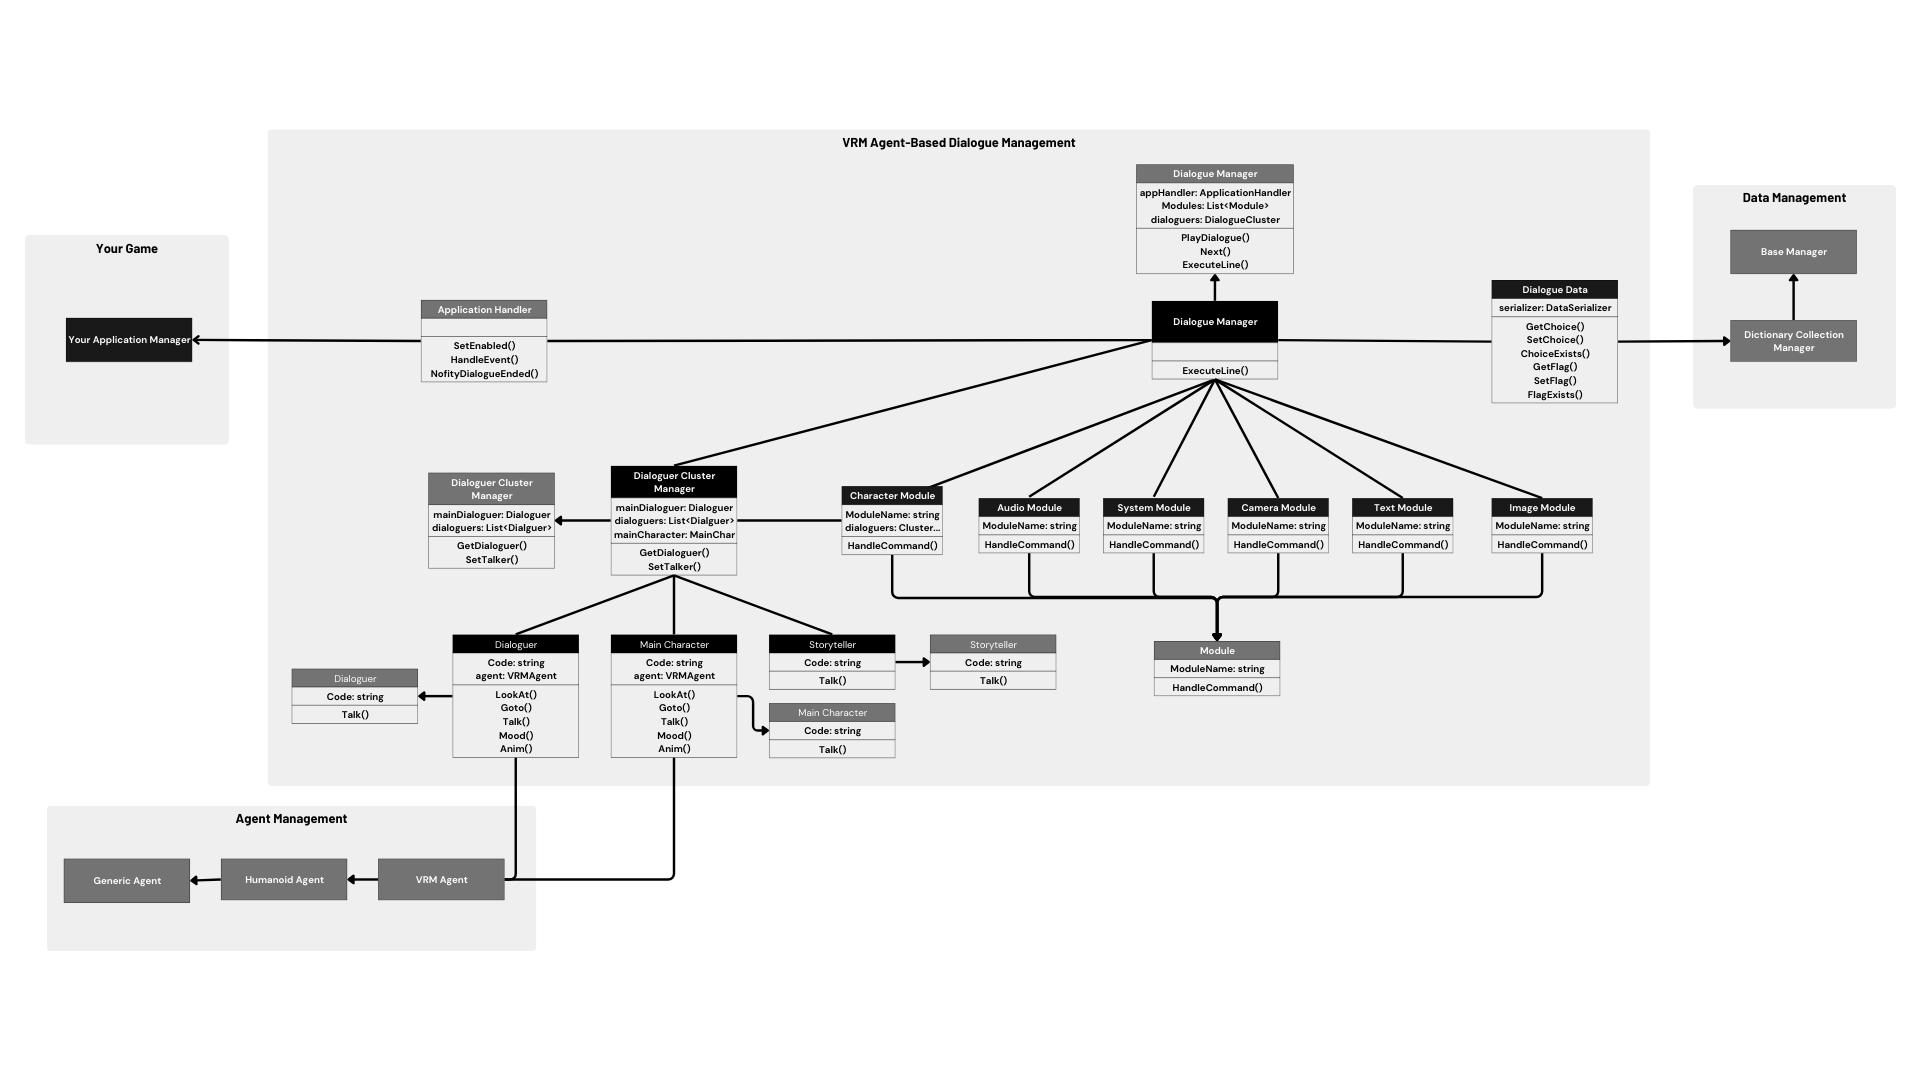 VRM Agent-Based Dialogue Management
Dialogue Manager
appHandler: ApplicationHandler
Modules: List<Module>
dialoguers: DialogueCluster
PlayDialogue()
Next()
ExecuteLine()
Data Management
Base Manager
Dictionary Collection
Manager
Your Game
Your Application Manager
Application Handler
SetEnabled()
HandleEvent()
NofityDialogueEnded()
Dialogue Manager
ExecuteLine()
Dialogue Data
serializer: DataSerializer
GetChoice()
SetChoice()
ChoiceExists()
GetFlag()
SetFlag()
FlagExists()
Dialoguer Cluster
Manager
mainDialoguer: Dialoguer
dialoguers: List<Dialguer>
GetDialoguer()
SetTalker()
Dialoguer Cluster
Manager
mainDialoguer: Dialoguer
dialoguers: List<Dialguer>
mainCharacter: MainChar
GetDialoguer()
SetTalker()
Character Module
ModuleName: string
dialoguers: Cluster...
HandleCommand()
Audio Module
ModuleName: string
HandleCommand()
System Module
ModuleName: string
HandleCommand()
Camera Module
ModuleName: string
HandleCommand()
Text Module
ModuleName: string
HandleCommand()
Image Module
ModuleName: string
HandleCommand()
Dialoguer
Code: string
Talk()
Dialoguer
Code: string
agent: VRMAgent
LookAt()
Goto()
Talk()
Mood()
Anim()
Main Character
Code: string
agent: VRMAgent
LookAt()
Goto()
Talk()
Mood()
Anim()
Storyteller
Code: string
Talk()
Storyteller
Code: string
Talk()
Main Character
Code: string
Talk()
Module
ModuleName: string
HandleCommand()
Agent Management
Generic Agent
Humanoid Agent
VRM Agent